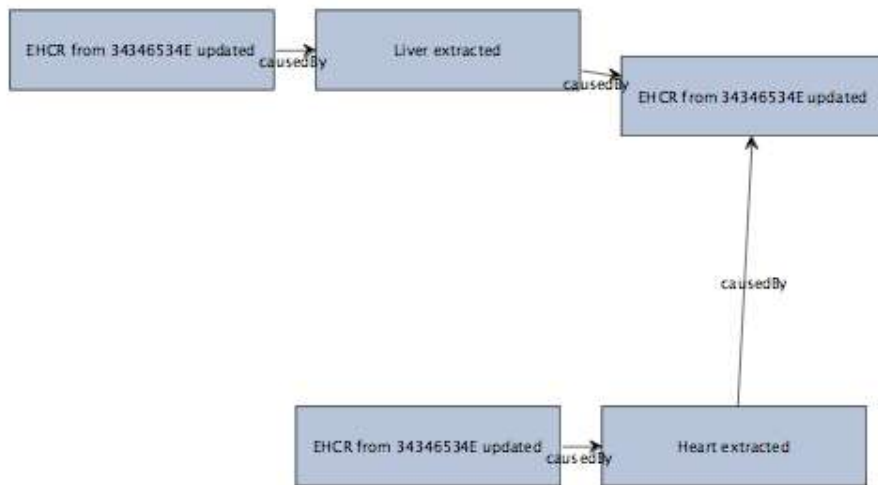 EHCR from 34346534E updated
causedBy
Liver extracted
causedBy
EHCR from 34346534E updated
causedBy
EHCR from 34346534E updated
causedBy
Heart extracted